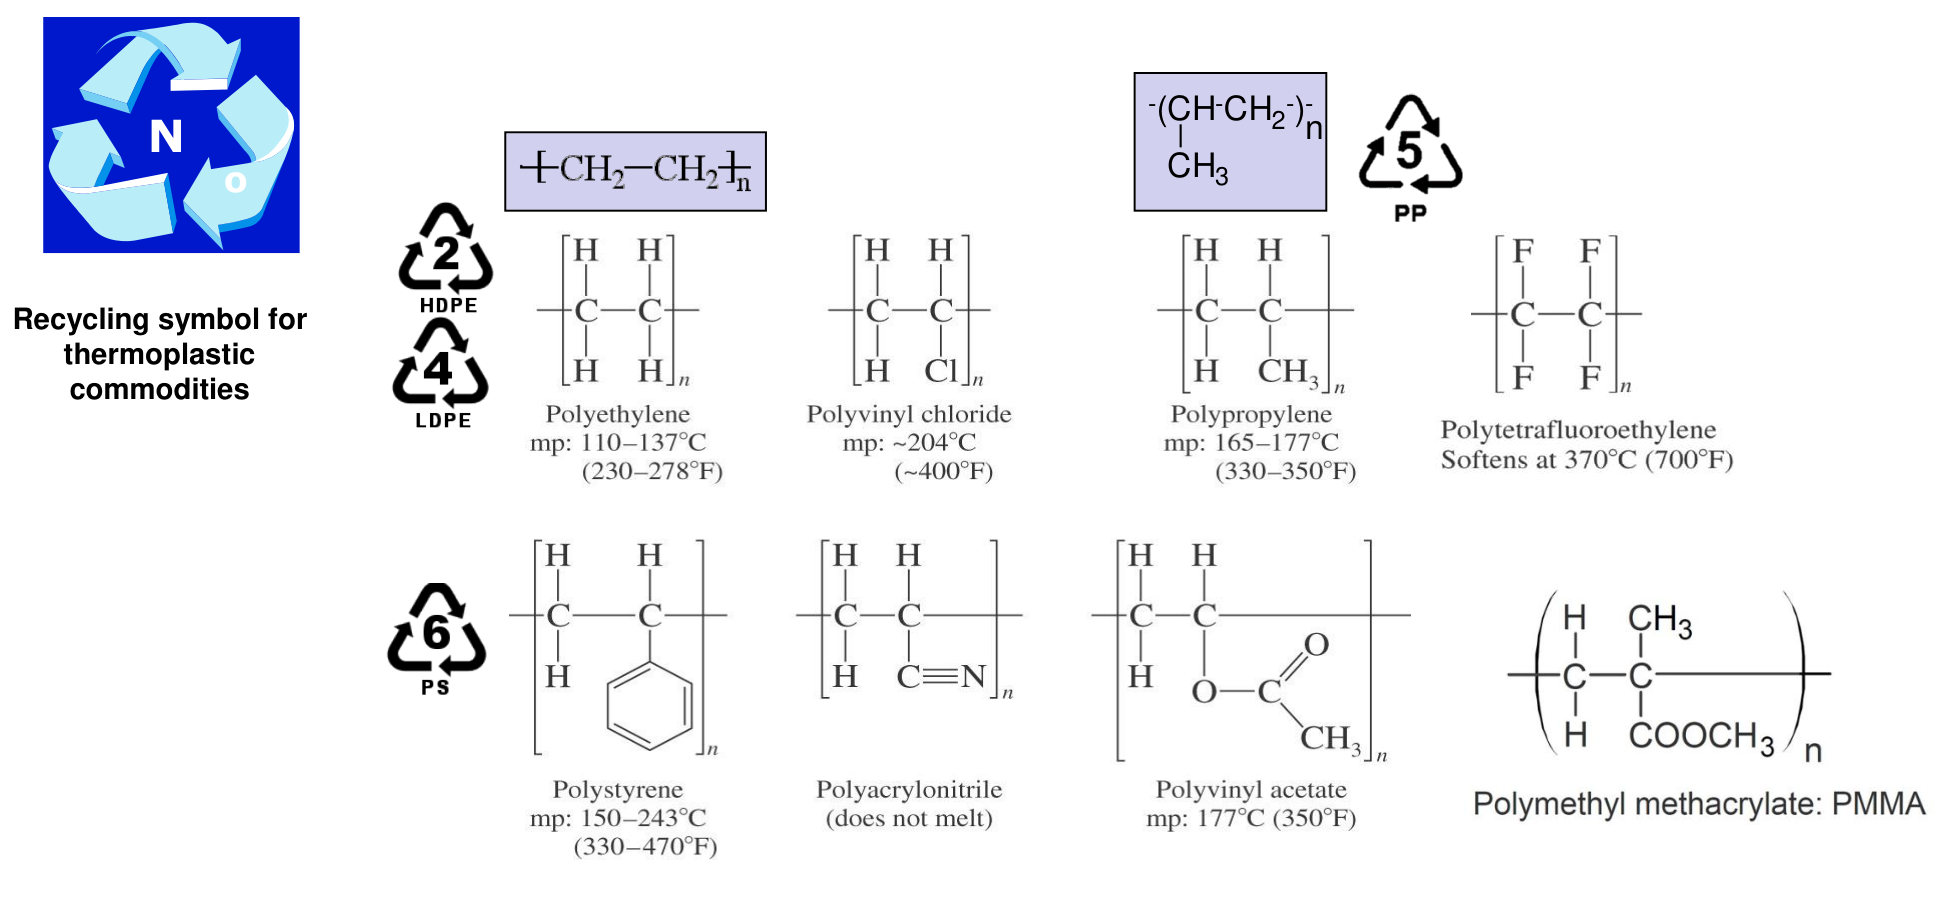 N
o
Recycling symbol for
thermoplastic
commodities
-(CH-CH2-)-n
CH3
5
PP
+CH2—CH2+n
2
HDPE
4
LDPE
H H
C C
H H n
Polyethylene
mp: 110–137°C
(230–278°F)
H H
C C
H Cl n
Polyvinyl chloride
mp: ~204°C
(~400°F)
H H
C C
H CH3 n
Polypropylene
mp: 165–177°C
(330–350°F)
F F
C C
F F n
Polytetrafluoroethylene
Softens at 370°C (700°F)
6
PS
H H
C C
H
n
Polystyrene
mp: 150–243°C
(330–470°F)
H H
C C
H C≡N n
Polyacrylonitrile
(does not melt)
H H
C C
O
H
O—C
CH3 n
Polyvinyl acetate
mp: 177°C (350°F)
H CH3
C C
H COOCH3 n
Polymethyl methacrylate: PMMA